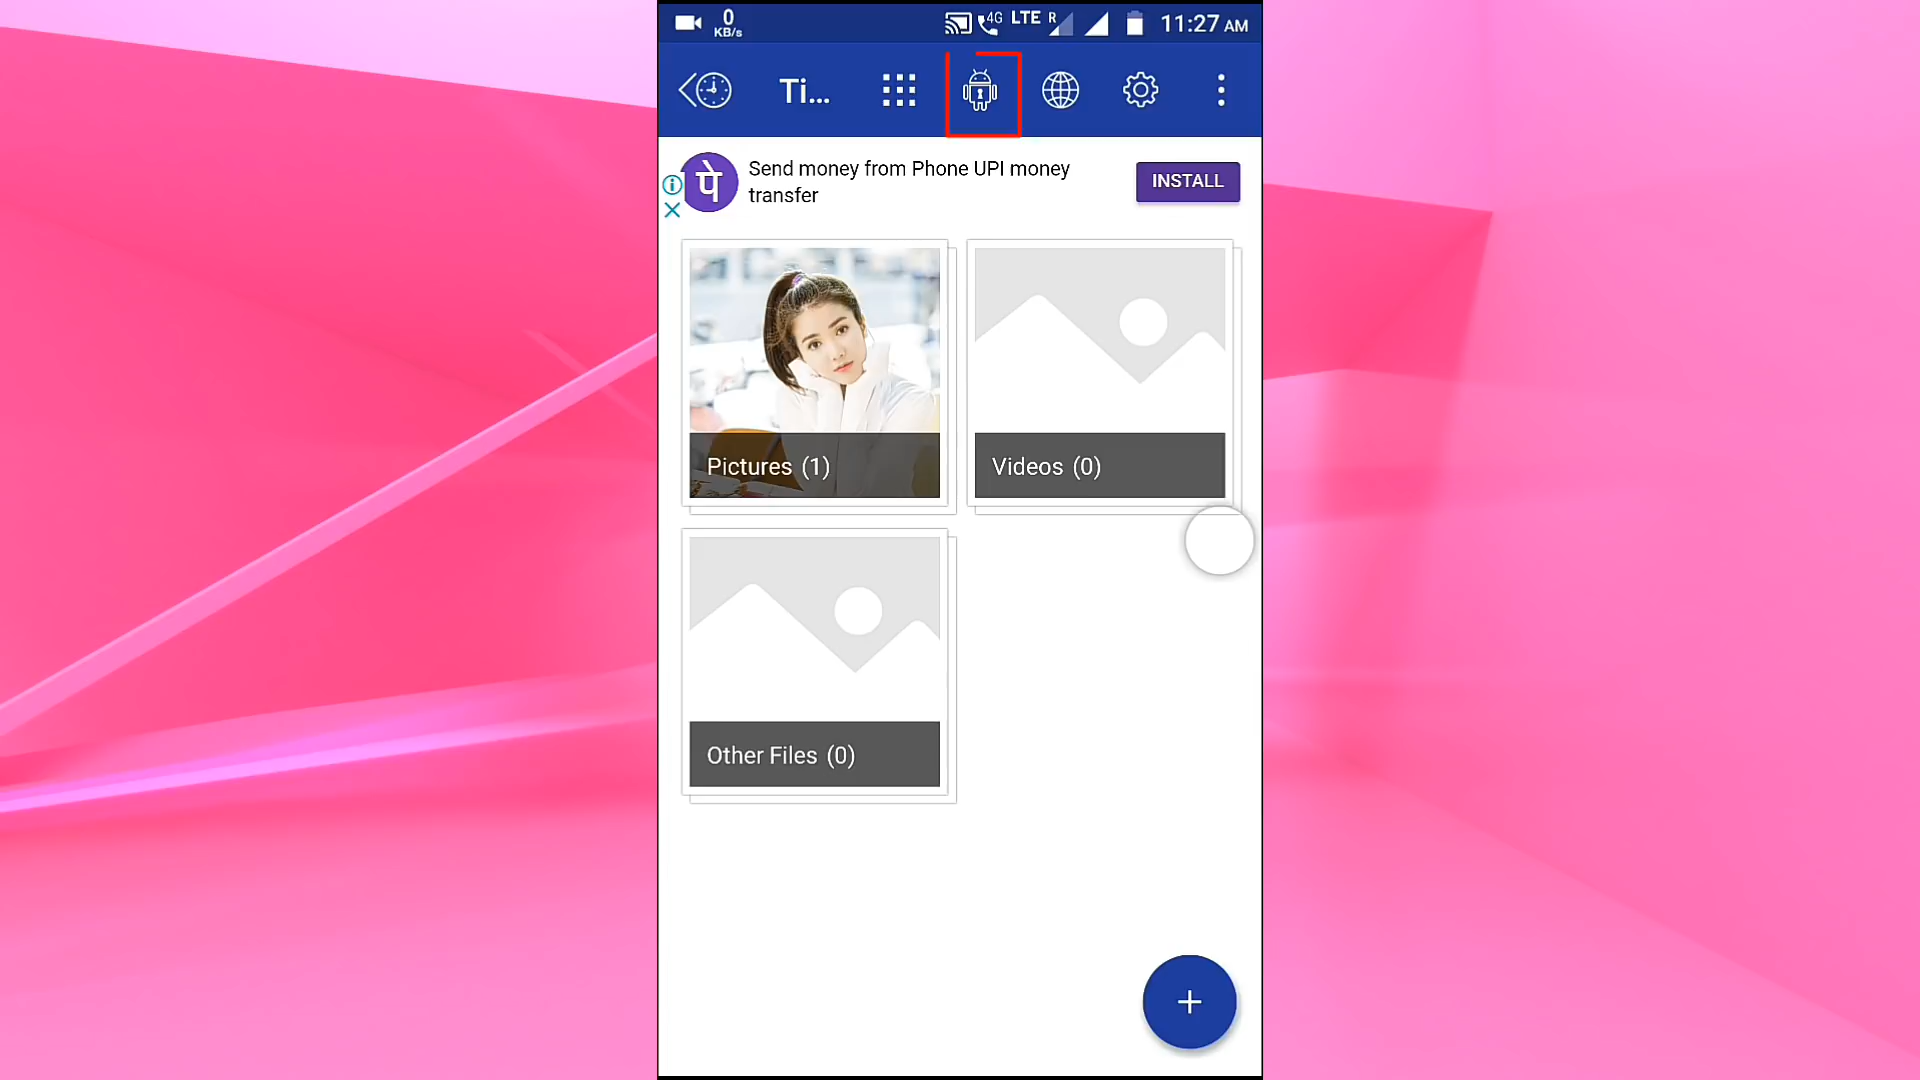 0
KB/s
4G LTE R
11:27 AM
Ti...
पे
Send money from Phone UPI money
transfer
INSTALL
Pictures (1)
Videos (0)
Other Files (0)